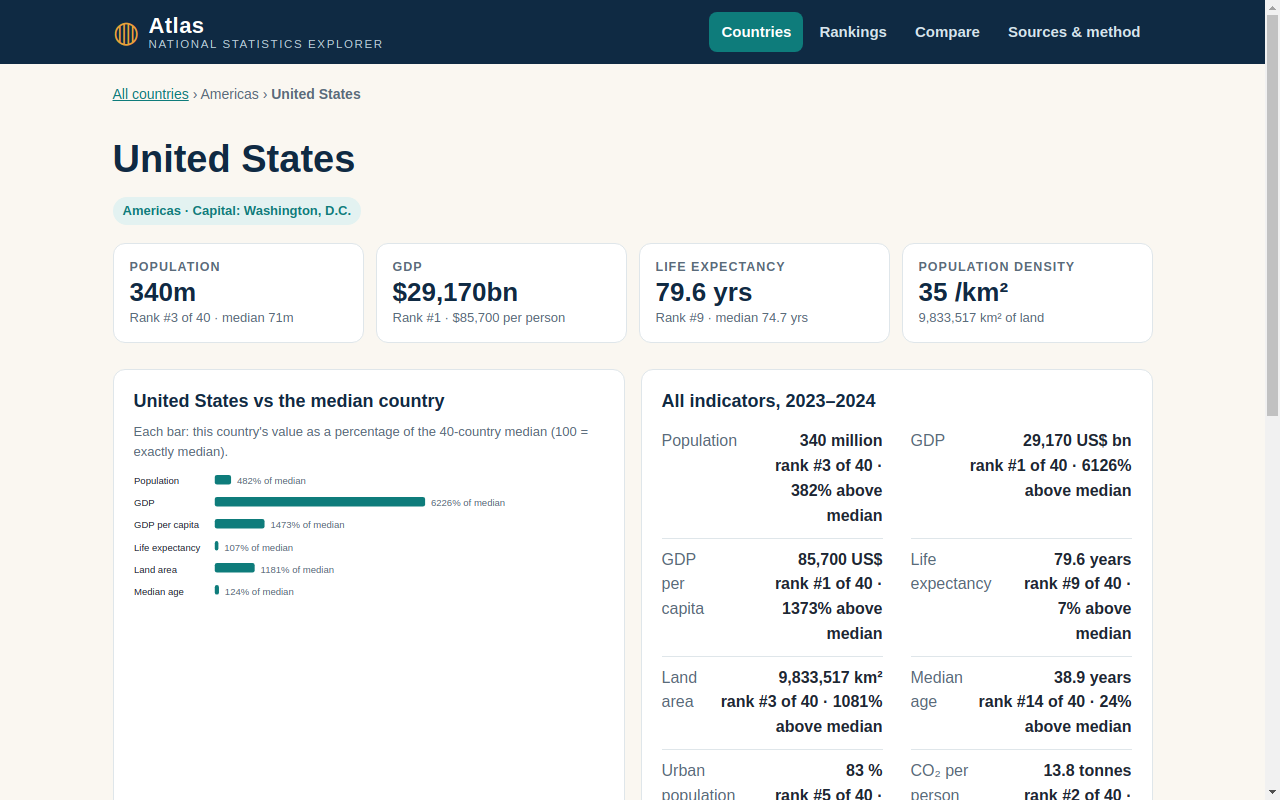 Atlas
NATIONAL STATISTICS EXPLORER
Countries
Rankings
Compare
Sources & method
All countries › Americas › United States
United States
Americas · Capital: Washington, D.C.
POPULATION
340m
Rank #3 of 40 · median 71m
GDP
$29,170bn
Rank #1 · $85,700 per person
LIFE EXPECTANCY
79.6 yrs
Rank #9 · median 74.7 yrs
POPULATION DENSITY
35 /km²
9,833,517 km² of land
United States vs the median country
Each bar: this country's value as a percentage of the 40-country median (100 =
exactly median).
Population 482% of median
GDP 6226% of median
GDP per capita 1473% of median
Life expectancy 107% of median
Land area 1181% of median
Median age 124% of median
All indicators, 2023–2024
Population 340 million
rank #3 of 40 ·
382% above
median
GDP 29,170 US$ bn
rank #1 of 40 · 6126%
above median
GDP 85,700 US$
per rank #1 of 40 ·
capita 1373% above
median
Life 79.6 years
expectancy rank #9 of 40 ·
7% above
median
Land 9,833,517 km²
area rank #3 of 40 · 1081%
above median
Median 38.9 years
age rank #14 of 40 · 24%
above median
Urban 83 %
population rank #5 of 40 ·
CO₂ per 13.8 tonnes
person rank #2 of 40 ·